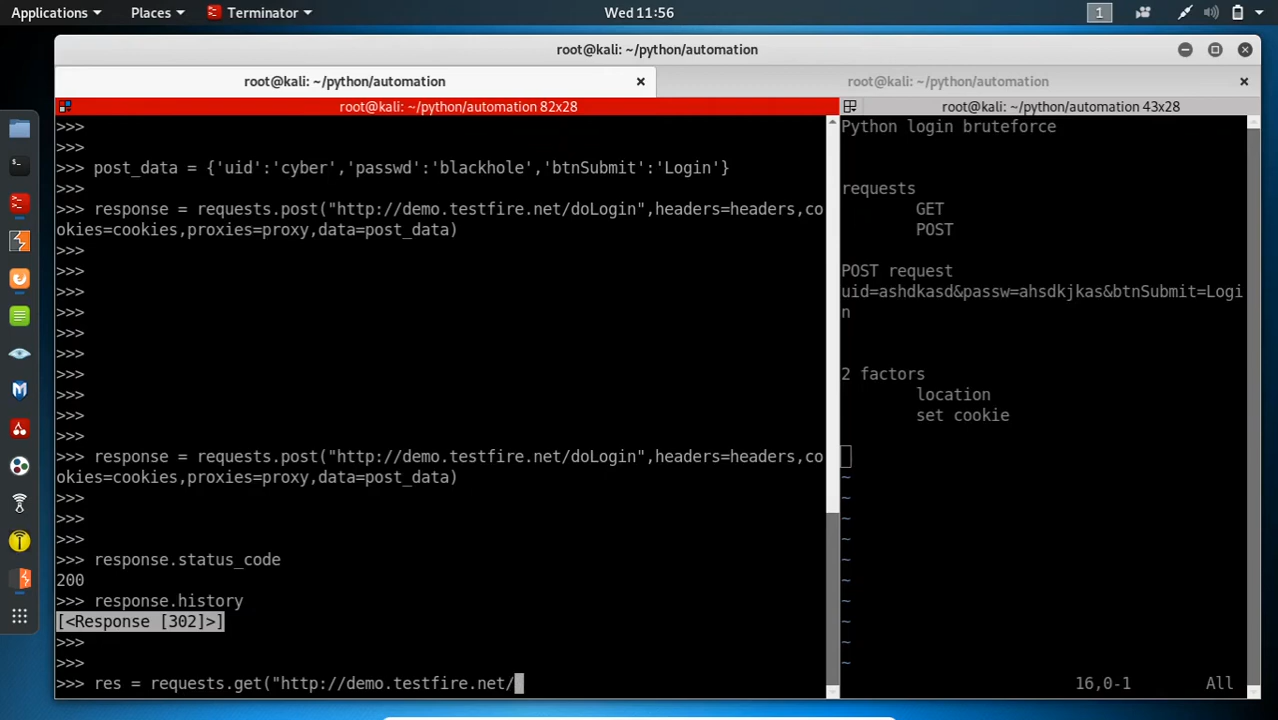 Applications Places Terminator Wed 11:56 1
root@kali: ~/python/automation
root@kali: ~/python/automation × root@kali: ~/python/automation ×
root@kali: ~/python/automation 82x28
>>>
>>>
>>> post_data = {'uid':'cyber','passwd':'blackhole','btnSubmit':'Login'}
>>>
>>> response = requests.post("http://demo.testfire.net/doLogin",headers=headers,co
okies=cookies,proxies=proxy,data=post_data)
>>>
>>>
>>>
>>>
>>>
>>>
>>>
>>>
>>>
>>>
>>> response = requests.post("http://demo.testfire.net/doLogin",headers=headers,co
okies=cookies,proxies=proxy,data=post_data)
>>>
>>>
>>>
>>> response.status_code
200
>>> response.history
[<Response [302]>]
>>>
>>>
>>> res = requests.get("http://demo.testfire.net/
root@kali: ~/python/automation 43x28
Python login bruteforce
requests
GET
POST
POST request
uid=ashdkasd&passw=ahsdkjkas&btnSubmit=Logi
n
2 factors
location
set cookie
~
~
~
~
~
~
~
~
~
~
16,0-1 All